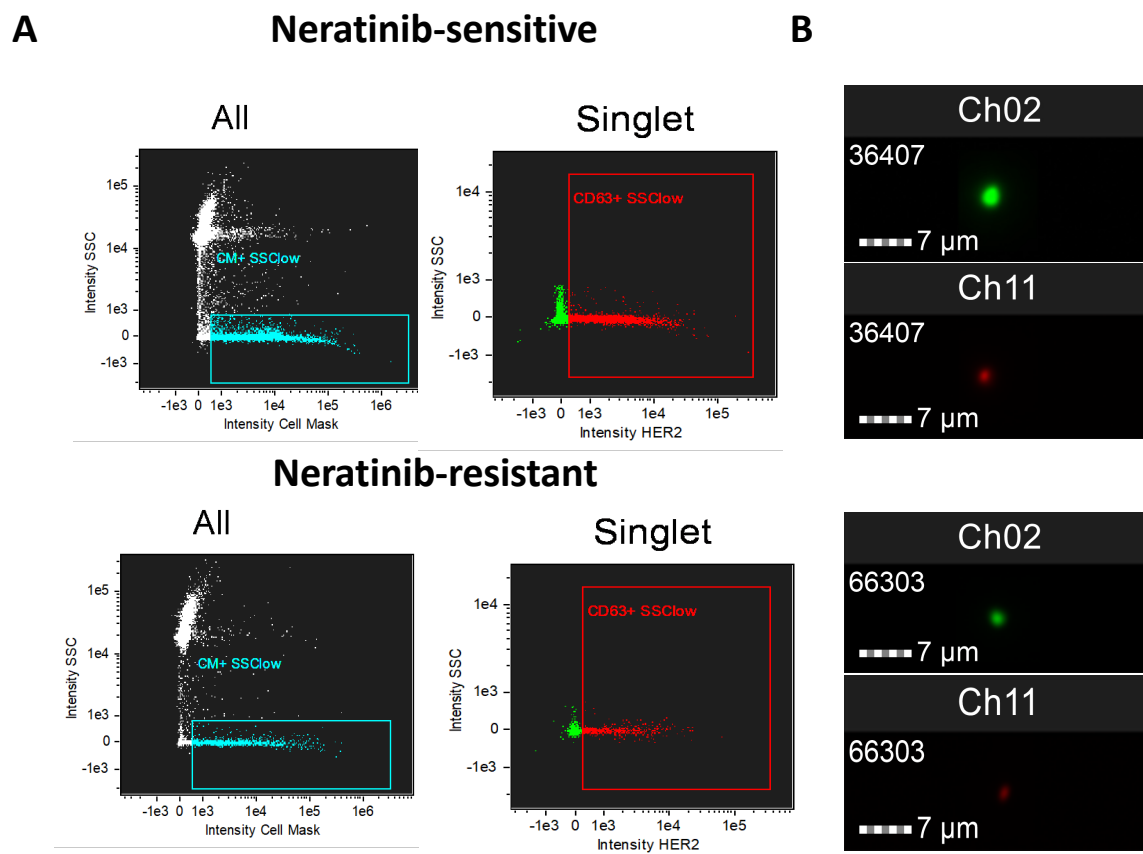 A
Neratinib-sensitive
B
All
Singlet
1e5
1e4
1e3
0
-1e3
Intensity SSC
CM+ SSClow
-1e3 0 1e3 1e4 1e5 1e6
Intensity Cell Mask
1e4
1e3
0
-1e3
Intensity SSC
CD63+ SSClow
-1e3 0 1e3 1e4 1e5
Intensity HER2
Ch02
36407
7 µm
Ch11
36407
7 µm
Neratinib-resistant
All
Singlet
1e5
1e4
1e3
0
-1e3
Intensity SSC
CM+ SSClow
-1e3 0 1e3 1e4 1e5 1e6
Intensity Cell Mask
1e4
1e3
0
-1e3
Intensity SSC
CD63+ SSClow
-1e3 0 1e3 1e4 1e5
Intensity HER2
Ch02
66303
7 µm
Ch11
66303
7 µm